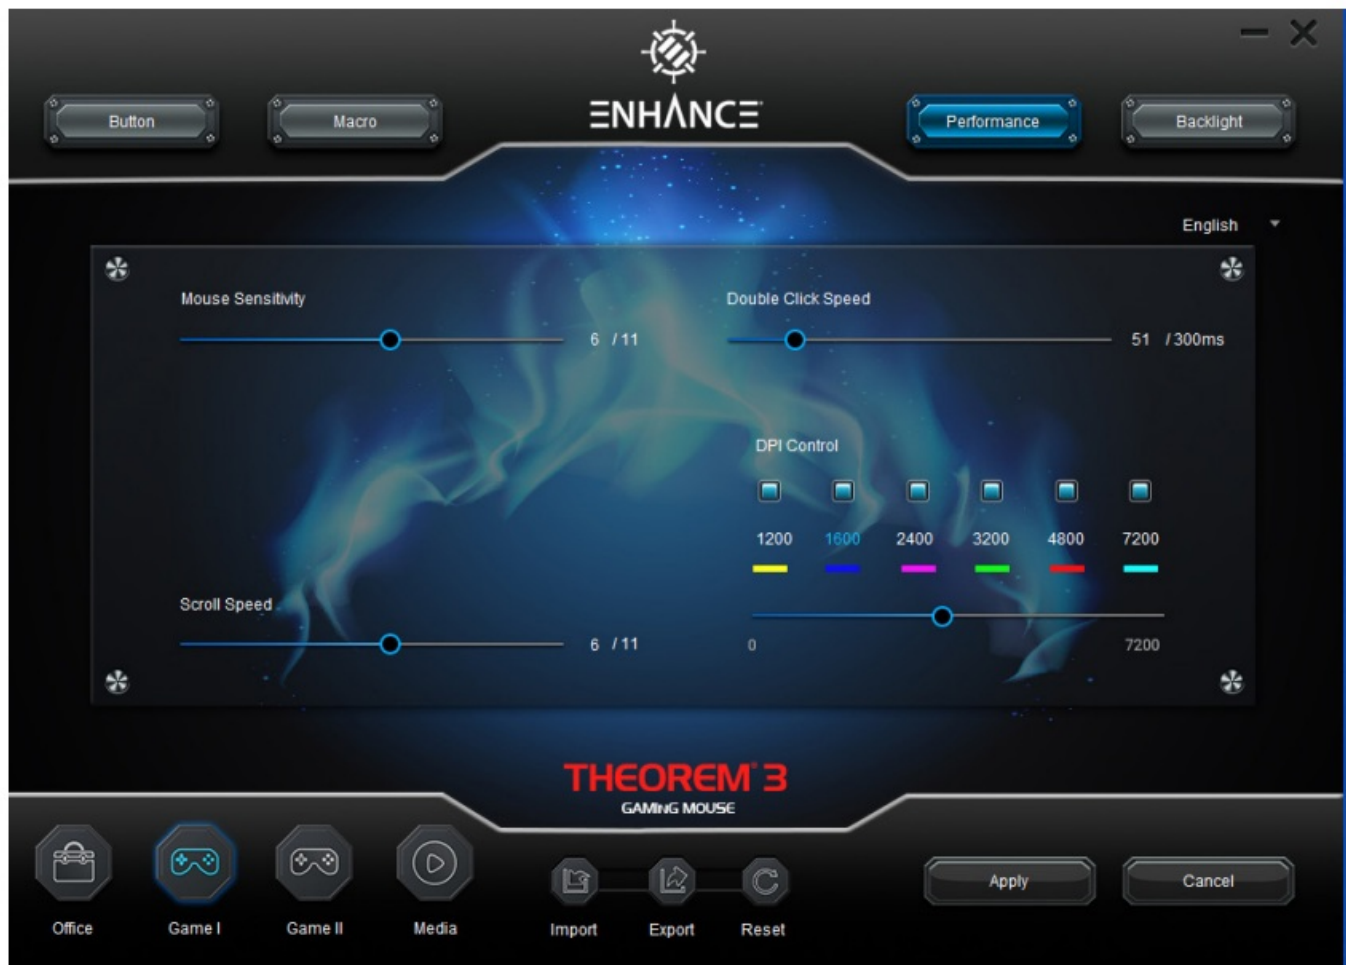 ENHANCE
Button
Macro
Performance
Backlight
English
Mouse Sensitivity
6 / 11
Double Click Speed
51 / 300ms
DPI Control
1200 1600 2400 3200 4800 7200
0 7200
Scroll Speed
6 / 11
THEOREM® 3
GAMING MOUSE
Office
Game I
Game II
Media
Import
Export
Reset
Apply
Cancel